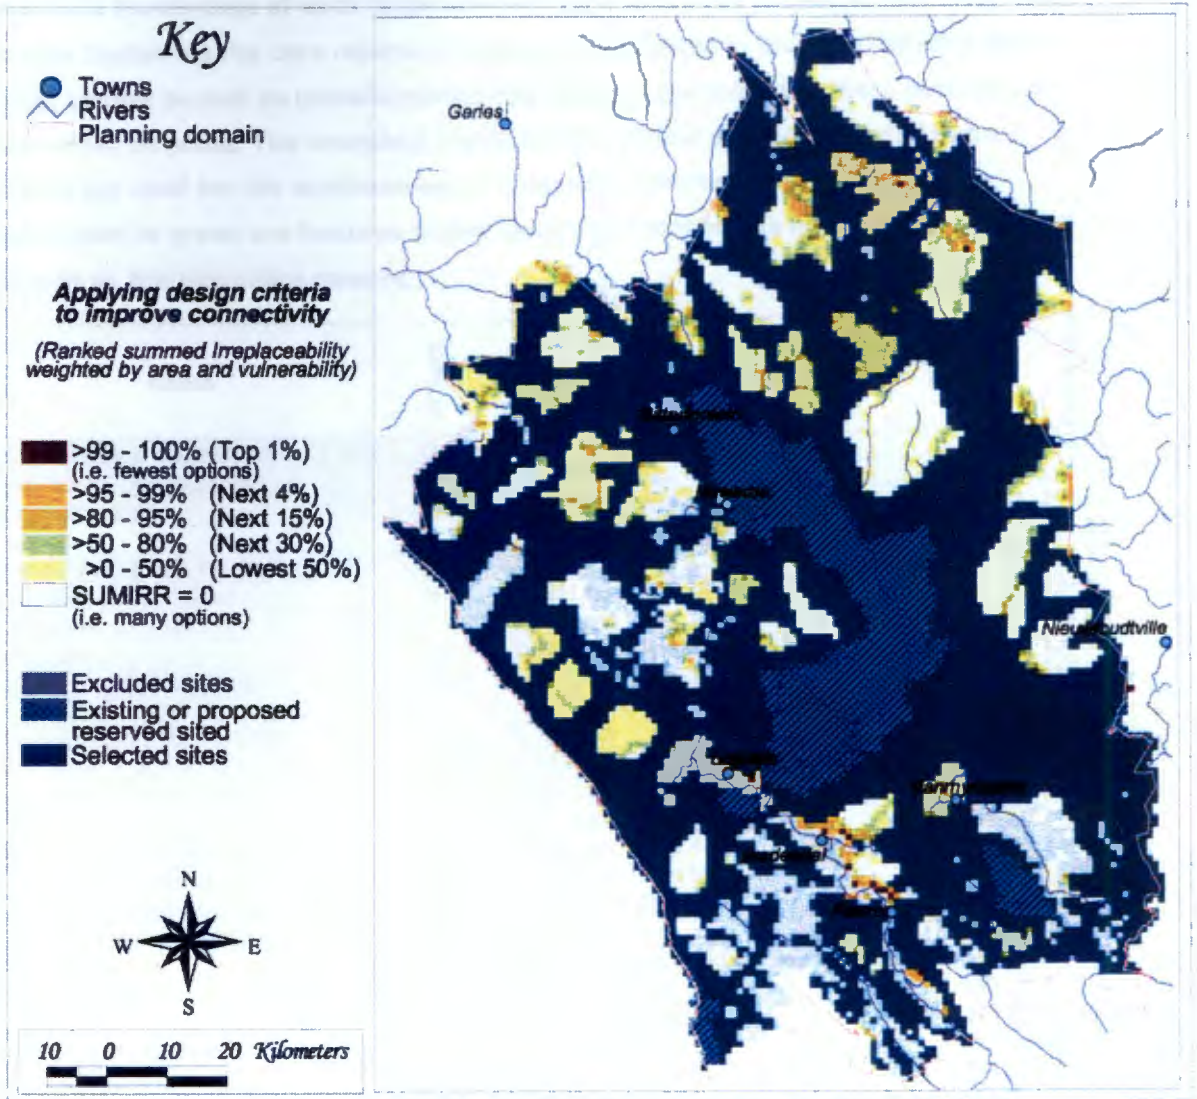 Key
Towns
Rivers
Planning domain
Applying design criteria
to improve connectivity
(Ranked summed Irreplaceability
weighted by area and vulnerability)
>99 - 100% (Top 1%)
(i.e. fewest options)
>95 - 99% (Next 4%)
>80 - 95% (Next 15%)
>50 - 80% (Next 30%)
>0 - 50% (Lowest 50%)
SUMIRR = 0
(i.e. many options)
Excluded sites
Existing or proposed
reserved sited
Selected sites
N
W E
S
10 0 10 20 Kilometers
Garies